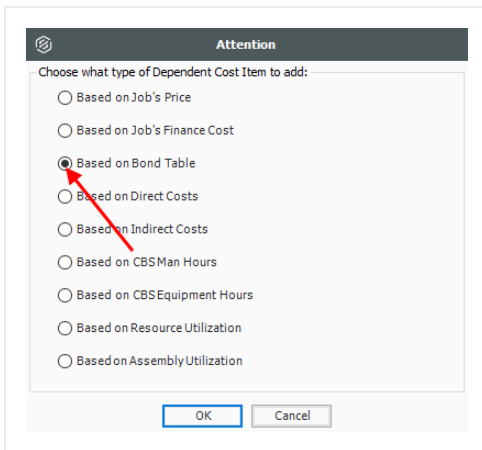 Attention
Choose what type of Dependent Cost Item to add:
Based on Job's Price
Based on Job's Finance Cost
Based on Bond Table
Based on Direct Costs
Based on Indirect Costs
Based on CBS Man Hours
Based on CBS Equipment Hours
Based on Resource Utilization
Based on Assembly Utilization
OK Cancel